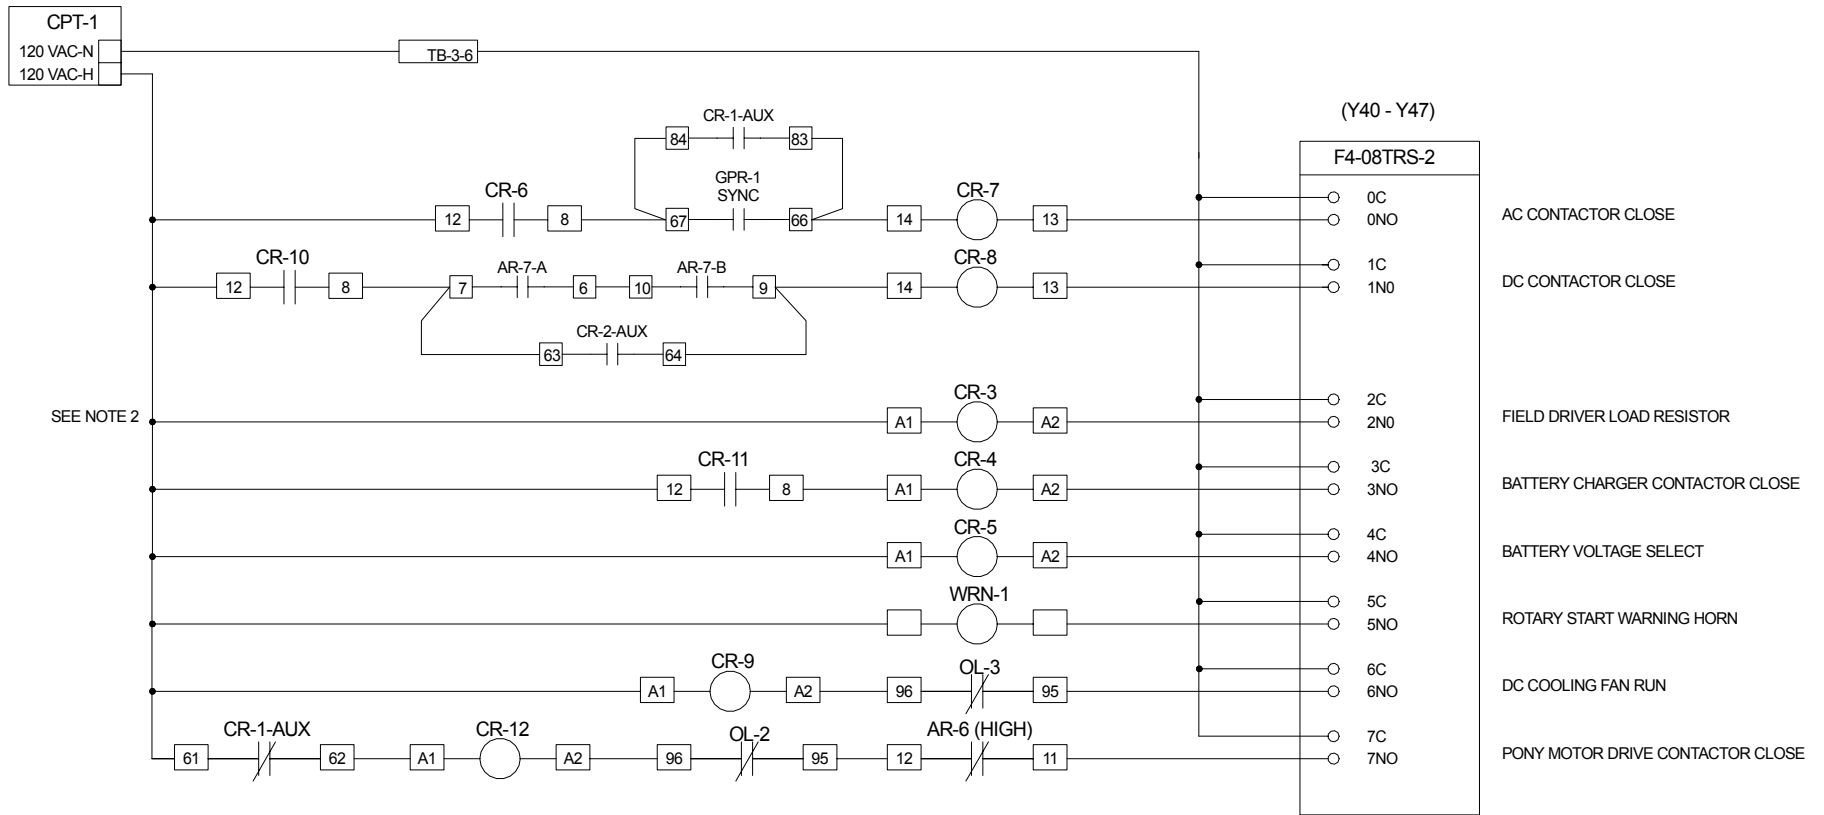 CPT-1
120 VAC-N
TB-3-6
120 VAC-H
(Y40 - Y47)
F4-08TRS-2
CR-1-AUX
84 83
GPR-1
SYNC
CR-6 CR-7
0C
12 8 67 66 14 13 0NO AC CONTACTOR CLOSE
CR-10 AR-7-A AR-7-B CR-8
1C
12 8 7 6 10 9 14 13 1N0 DC CONTACTOR CLOSE
CR-2-AUX
63 64
CR-3
2C
SEE NOTE 2 A1 A2 2N0 FIELD DRIVER LOAD RESISTOR
CR-11 CR-4
3C
12 8 A1 A2 3NO BATTERY CHARGER CONTACTOR CLOSE
CR-5
4C
A1 A2 4NO BATTERY VOLTAGE SELECT
WRN-1
5C
5NO ROTARY START WARNING HORN
CR-9 OL-3
6C
A1 A2 96 95 6NO DC COOLING FAN RUN
CR-1-AUX CR-12 OL-2 AR-6 (HIGH)
7C
61 62 A1 A2 96 95 12 11 7NO PONY MOTOR DRIVE CONTACTOR CLOSE